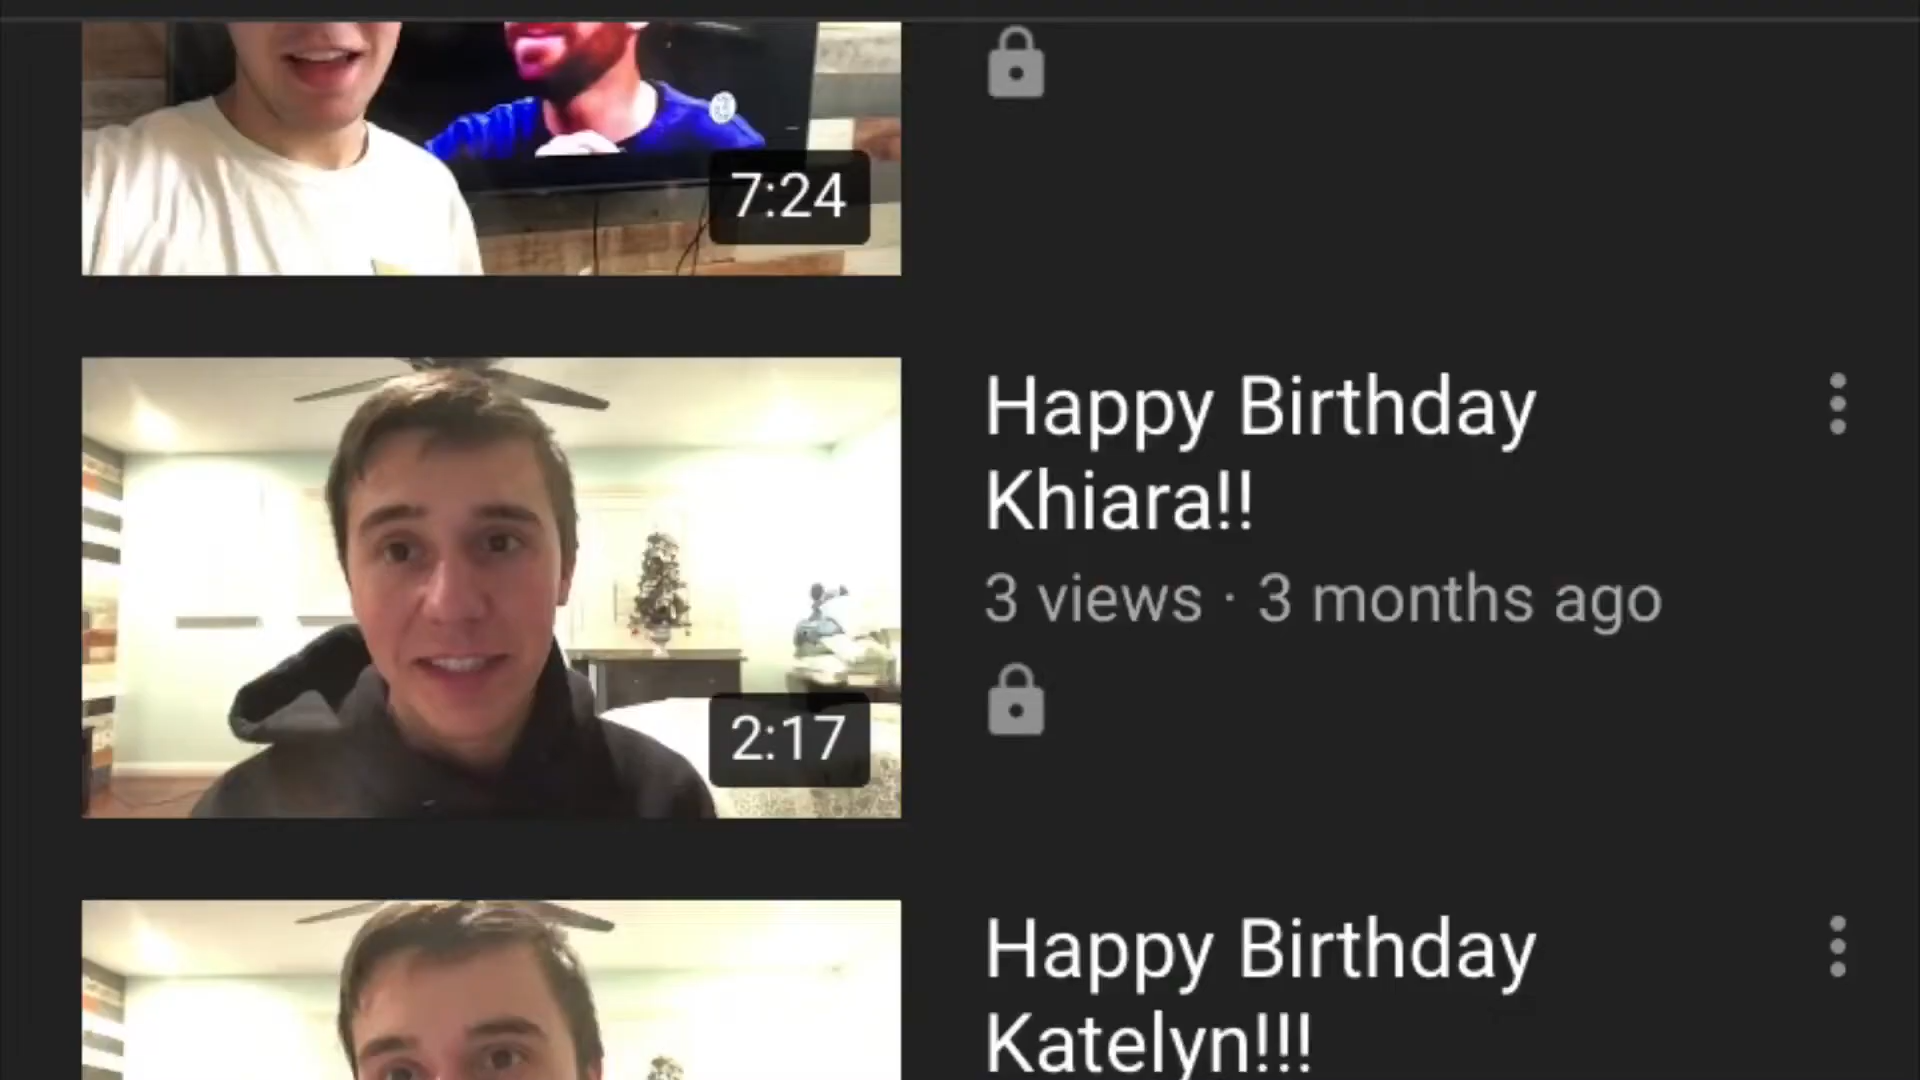 7:24
Happy Birthday
Khiara!!
3 views · 3 months ago
2:17
Happy Birthday
Katelyn!!!